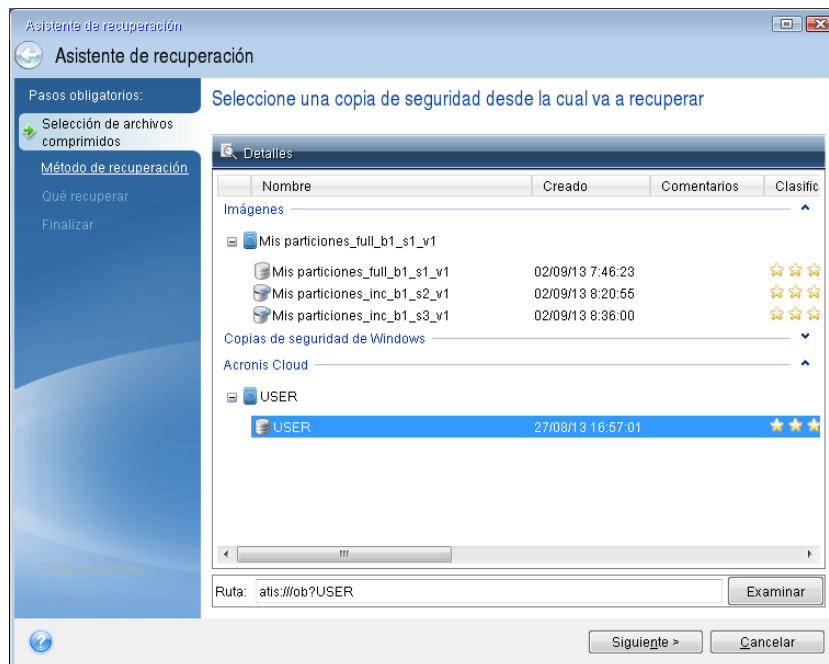 Asistente de recuperación
Asistente de recuperación
Pasos obligatorios:
Selección de archivos
comprimidos
Método de recuperación
Qué recuperar
Finalizar
Seleccione una copia de seguridad desde la cual va a recuperar
Detalles
Nombre Creado Comentarios Clasific
Imágenes
Mis particiones_full_b1_s1_v1
Mis particiones_full_b1_s1_v1 02/09/13 7:46:23
Mis particiones_inc_b1_s2_v1 02/09/13 8:20:55
Mis particiones_inc_b1_s3_v1 02/09/13 8:36:00
Copias de seguridad de Windows
Acronis Cloud
USER
USER 27/08/13 16:57:01
Ruta: atis:///ob?USER Examinar
Siguiente > Cancelar